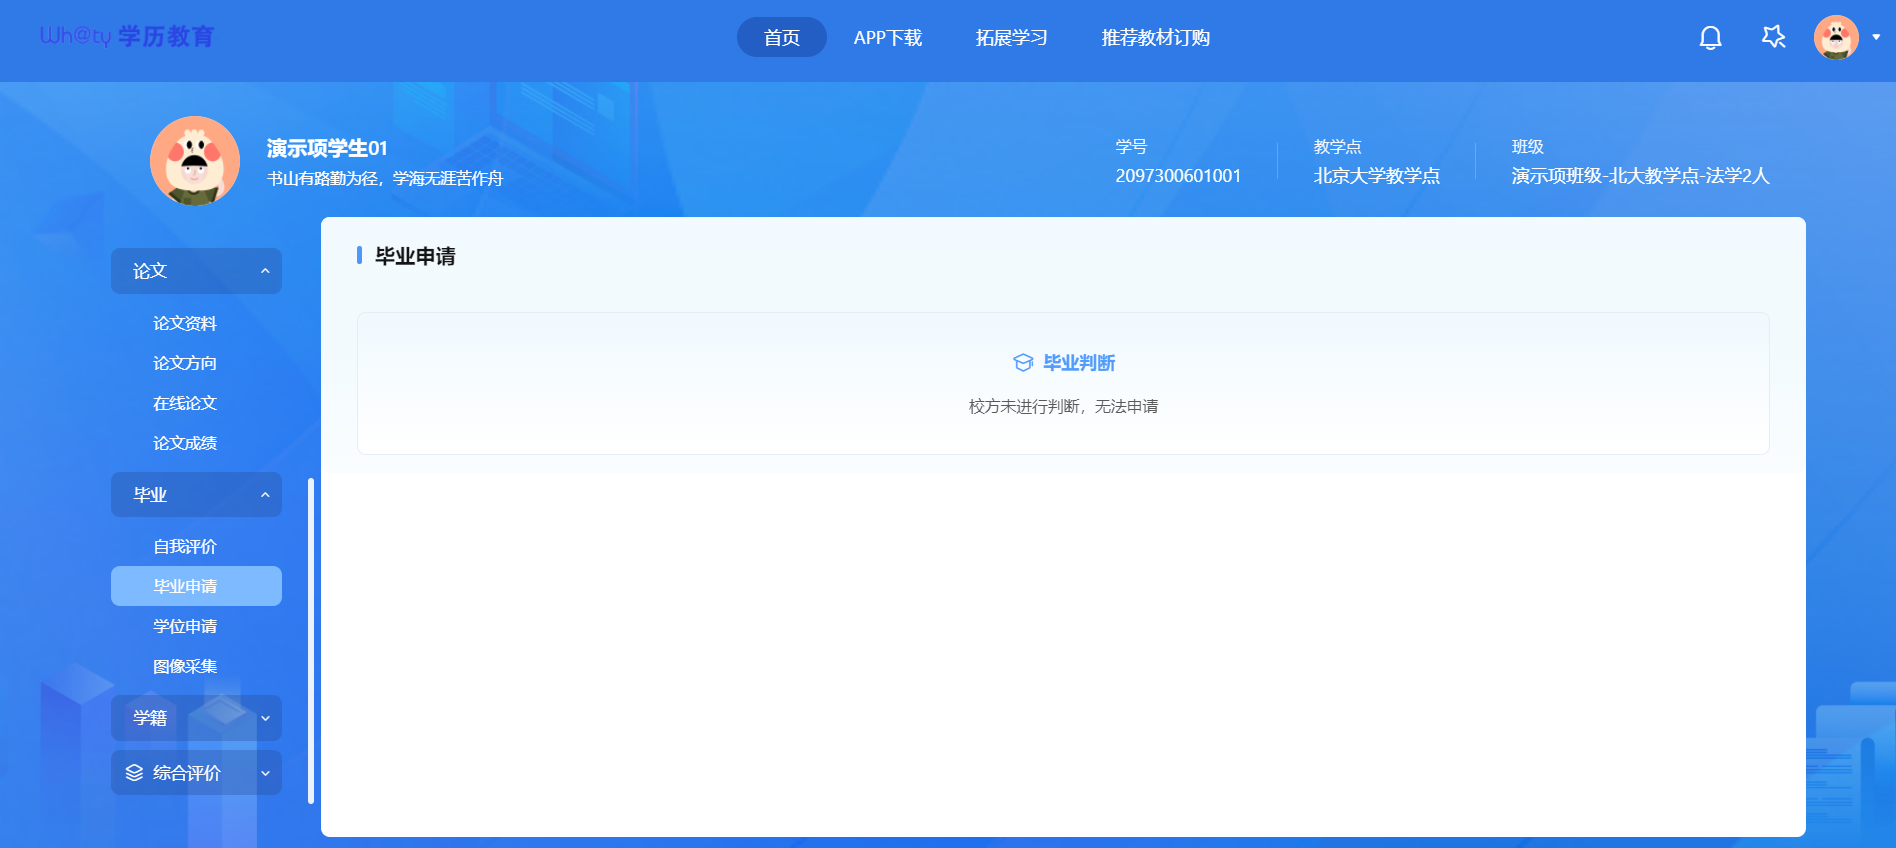 Wh@ty 学历教育
首页
APP下载
拓展学习
推荐教材订购
演示项学生01
书山有路勤为径，学海无涯苦作舟
学号
2097300601001
教学点
北京大学教学点
班级
演示项班级-北大教学点-法学2人
论文
论文资料
论文方向
在线论文
论文成绩
毕业
自我评价
毕业申请
学位申请
图像采集
学籍
综合评价
毕业申请
毕业判断
校方未进行判断，无法申请